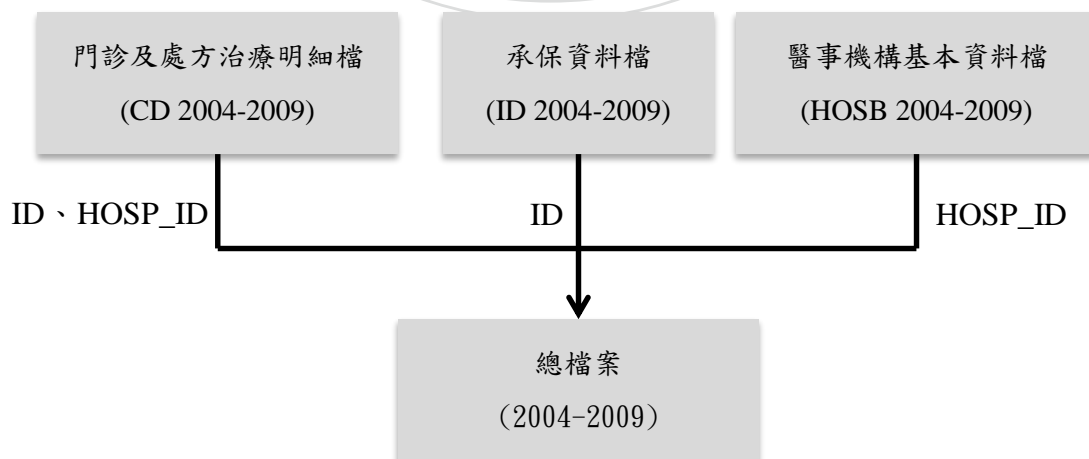 門診及處方治療明細檔
(CD 2004-2009)
承保資料檔
(ID 2004-2009)
醫事機構基本資料檔
(HOSB 2004-2009)
ID、HOSP_ID
ID
HOSP_ID
總檔案
(2004-2009)